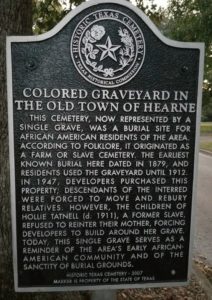 HISTORIC TEXAS CEMETERY
TEXAS HISTORICAL COMMISSION
COLORED GRAVEYARD IN
THE OLD TOWN OF HEARNE
THIS CEMETERY, NOW REPRESENTED BY A
SINGLE GRAVE, WAS A BURIAL SITE FOR
AFRICAN AMERICAN RESIDENTS OF THE AREA.
ACCORDING TO FOLKLORE, IT ORIGINATED AS
A FARM OR SLAVE CEMETERY. THE EARLIEST
KNOWN BURIAL HERE DATED IN 1879, AND
RESIDENTS USED THE GRAVEYARD UNTIL 1912.
IN 1947, DEVELOPERS PURCHASED THIS
PROPERTY. DESCENDANTS OF THE INTERRED
WERE FORCED TO MOVE AND REBURY
RELATIVES. HOWEVER, THE CHILDREN OF
HOLLIE TATNELL (d. 1911), A FORMER SLAVE,
REFUSED TO REINTER THEIR MOTHER, FORCING
DEVELOPERS TO BUILD AROUND HER GRAVE.
TODAY, THIS SINGLE GRAVE SERVES AS A
REMINDER OF THE AREA'S EARLY AFRICAN-
AMERICAN COMMUNITY AND OF THE
SANCTITY OF BURIAL GROUNDS.
HISTORIC TEXAS CEMETERY - 2007
MARKER IS PROPERTY OF THE STATE OF TEXAS